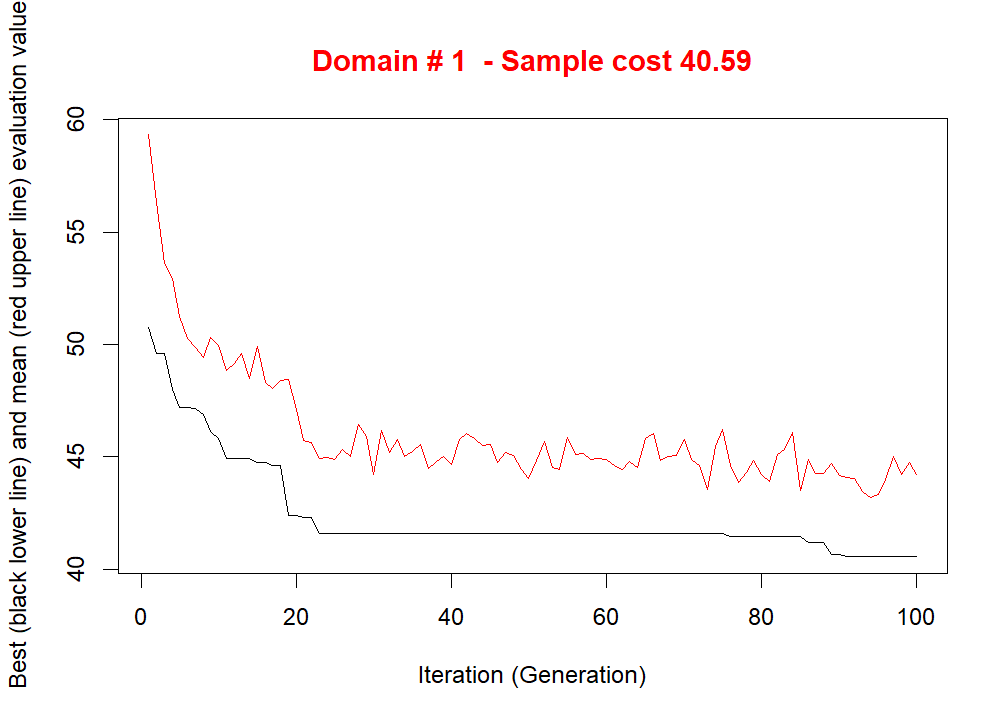 Domain # 1  - Sample cost 40.59
Best (black lower line) and mean (red upper line) evaluation value
60
55
50
45
40
0 20 40 60 80 100
Iteration (Generation)